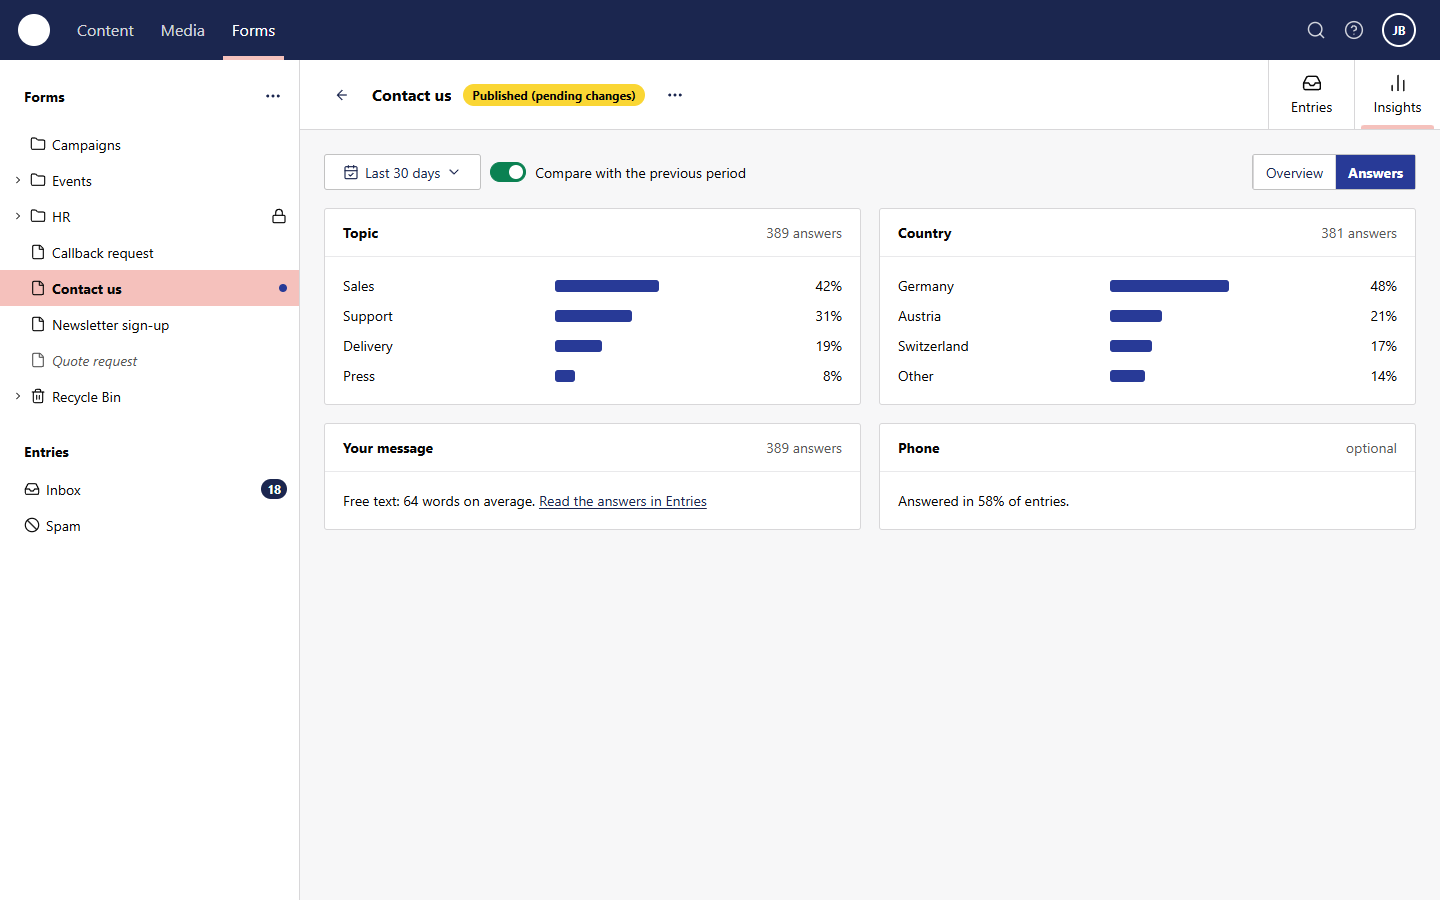 Content Media Forms JB
Forms
Campaigns
Events
HR
Callback request
Contact us
Newsletter sign-up
Quote request
Recycle Bin
Entries
Inbox 18
Spam
Contact us Published (pending changes)
Entries
Insights
Last 30 days Compare with the previous period
Overview Answers
Topic 389 answers
Sales 42%
Support 31%
Delivery 19%
Press 8%
Country 381 answers
Germany 48%
Austria 21%
Switzerland 17%
Other 14%
Your message 389 answers
Free text: 64 words on average. Read the answers in Entries
Phone optional
Answered in 58% of entries.